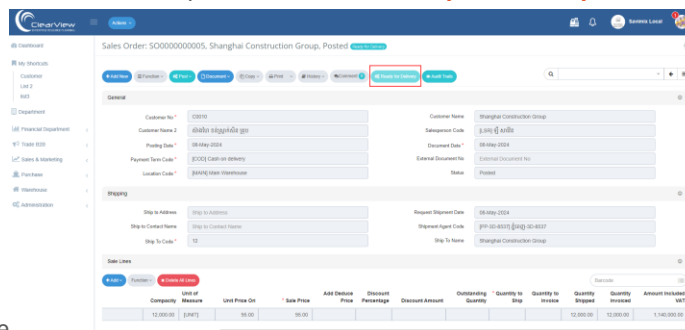 ClearView
Admin
Saveiris Local
Sales Order: SO0000000005, Shanghai Construction Group, Posted
Dashboard
My Shortcuts
Customer
List 2
list3
Department
Financial Department
Trade B2B
Sales & Marketing
Purchase
Warehouse
Administration
Add New Function Post Document Copy Print History Comment Ready for Delivery Audit Trails
General
Customer No * C0010 Customer Name Shanghai Construction Group
Customer Name 2 Salesperson Code
Posting Date * 08-May-2024 Document Date * 08-May-2024
Payment Term Code * [COD] Cash on delivery External Document No External Document No
Location Code * [MAIN] Main Warehouse Status Posted
Shipping
Ship to Address Ship to Address Request Shipment Date 08-May-2024
Ship to Contact Name Ship to Contact Name Shipment Agent Code
Ship To Code * 12 Ship To Name Shanghai Construction Group
Sale Lines
Add Function Delete All Lines Barcode
Compacity Unit of Measure Unit Price Ori * Sale Price Add Deduce Price Discount Percentage Discount Amount Outstanding Quantity * Quantity to Ship Quantity to Invoice Quantity Shipped Quantity Invoiced Amount Included VAT
12,000.00 [UNIT] 95.00 95.00 12,000.00 12,000.00 1,140,000.00